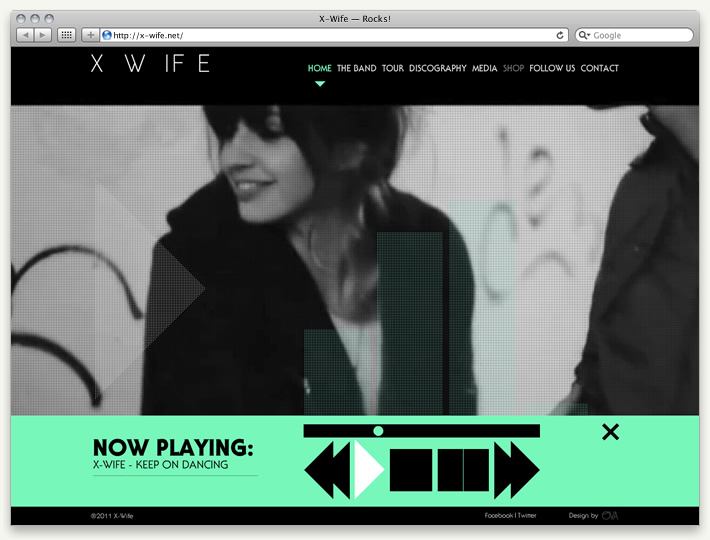 X-Wife — Rocks!
http://x-wife.net/
Google
X W IF E
HOME THE BAND TOUR DISCOGRAPHY MEDIA SHOP FOLLOW US CONTACT
NOW PLAYING:
X-WIFE - KEEP ON DANCING
©2011 X-Wife
Facebook | Twitter
Design by OVA